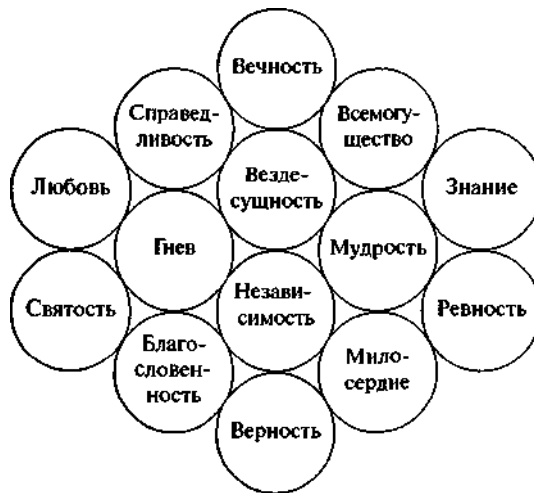 Вечность
Справед-
ливость
Всемогу-
щество
Любовь
Везде-
сущность
Знание
Гнев
Мудрость
Святость
Независи-
симость
Ревность
Благо-
словен-
ность
Мило-
сердие
Верность